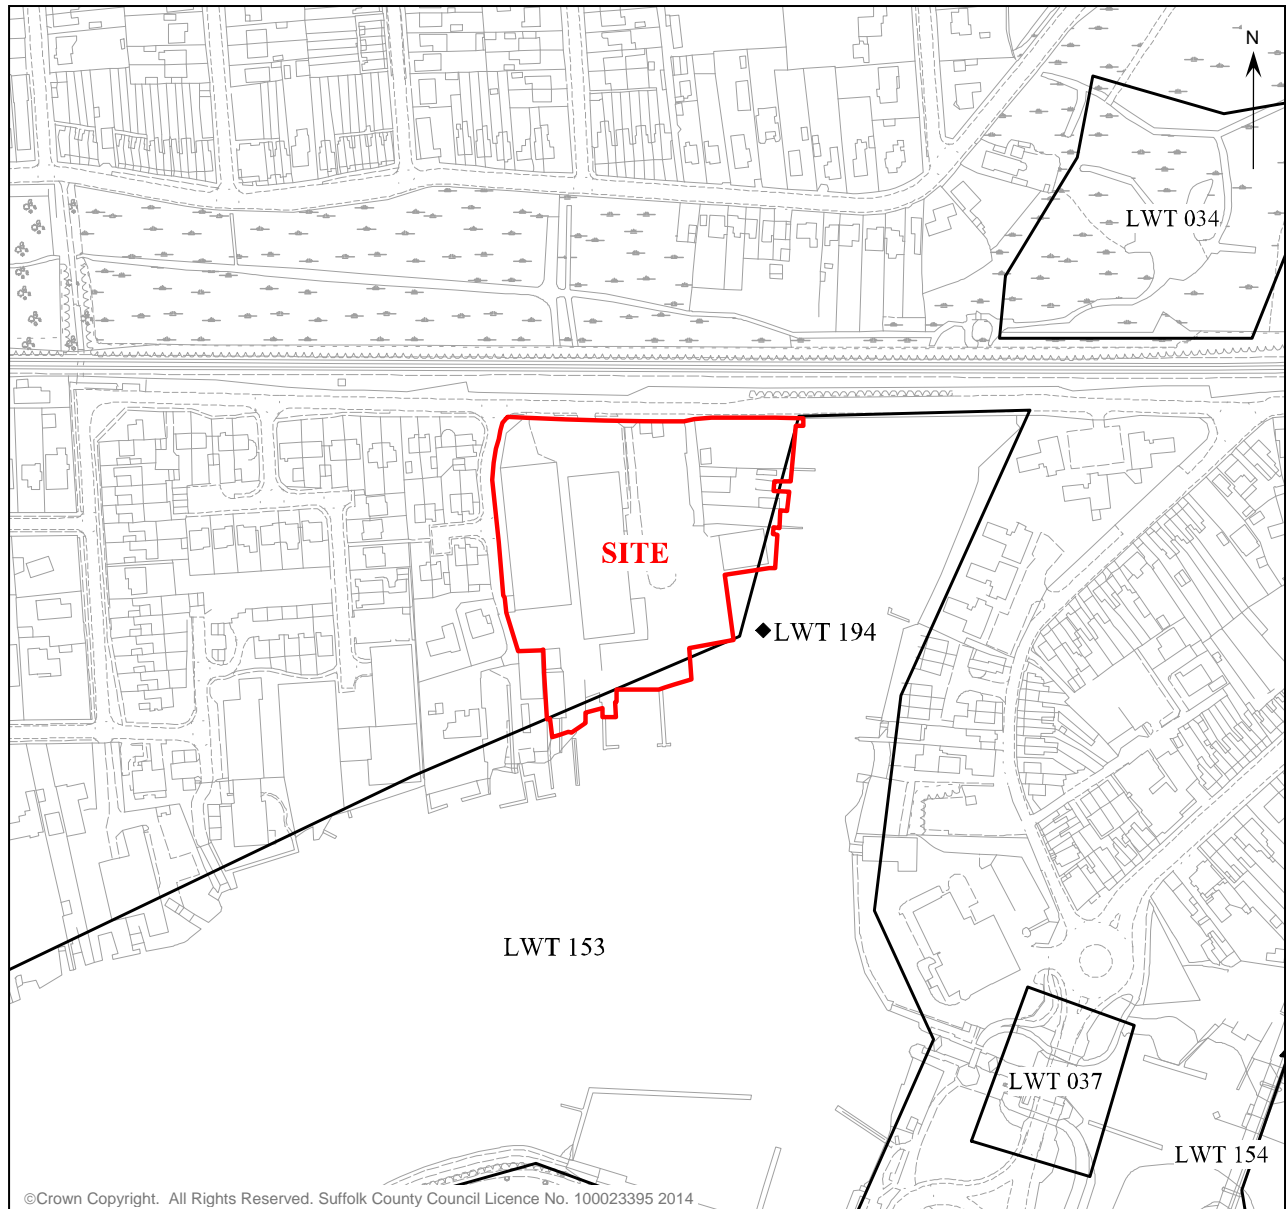 N
LWT 034
SITE
LWT 194
LWT 153
LWT 037
LWT 154
©Crown Copyright. All Rights Reserved. Suffolk County Council Licence No. 100023395 2014